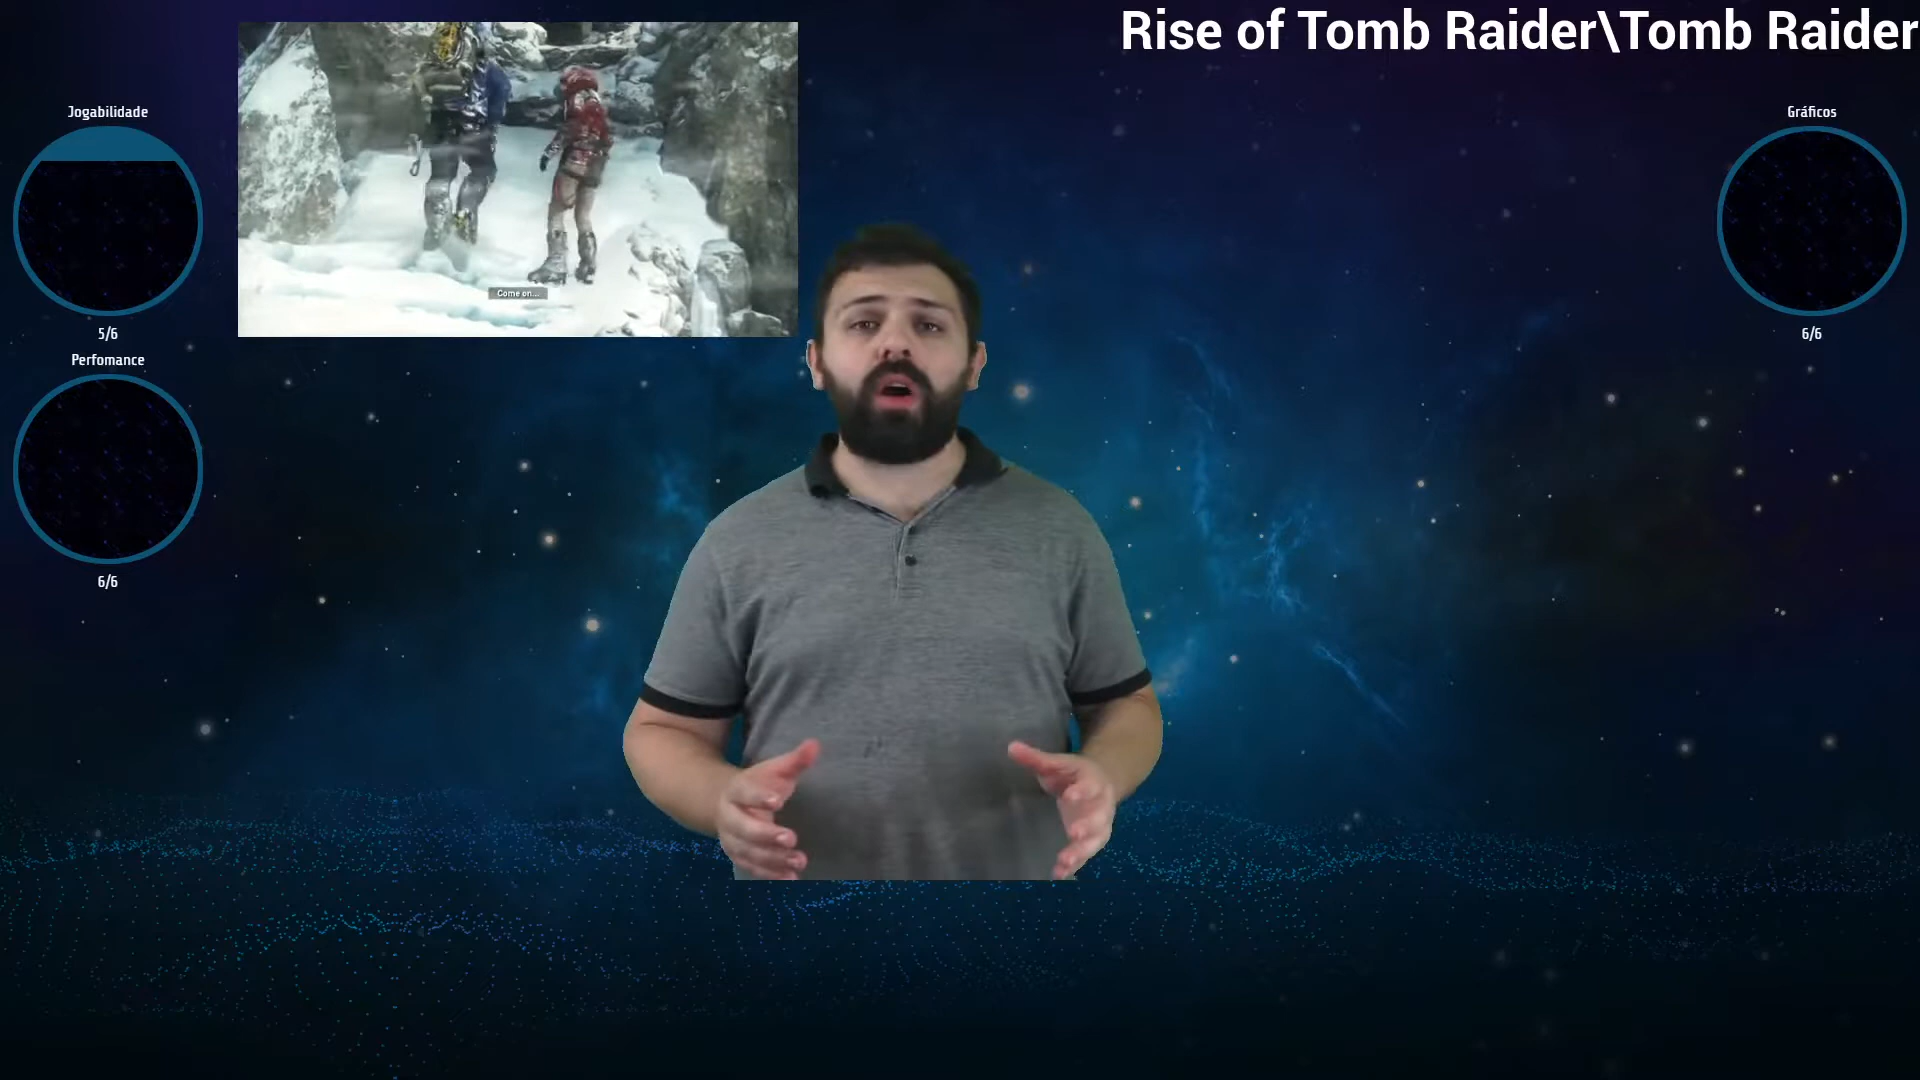 Rise of Tomb Raider\Tomb Raider
Jogabilidade
5/6
Perfomance
6/6
Come on...
Gráficos
6/6